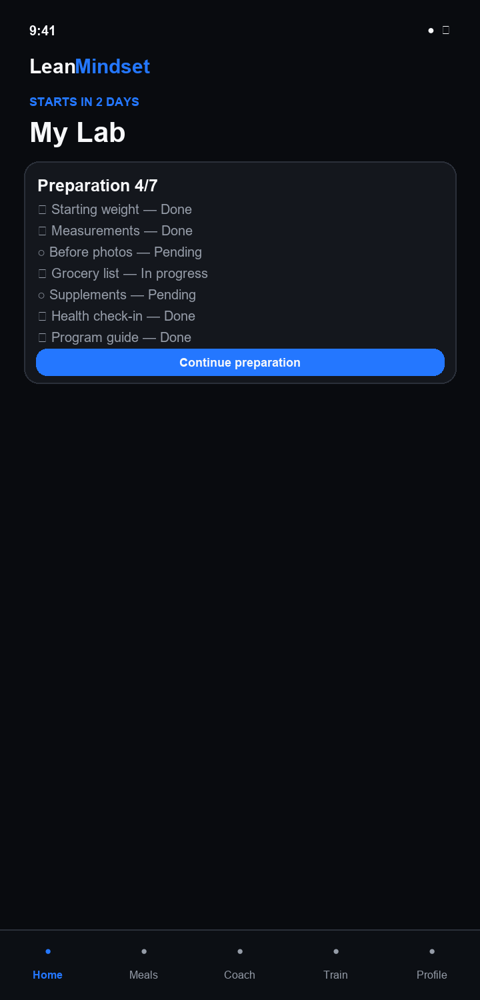 9:41
LeanMindset
STARTS IN 2 DAYS
My Lab
Preparation 4/7
□ Starting weight — Done
□ Measurements — Done
○ Before photos — Pending
□ Grocery list — In progress
○ Supplements — Pending
□ Health check-in — Done
□ Program guide — Done
Continue preparation
Home Meals Coach Train Profile